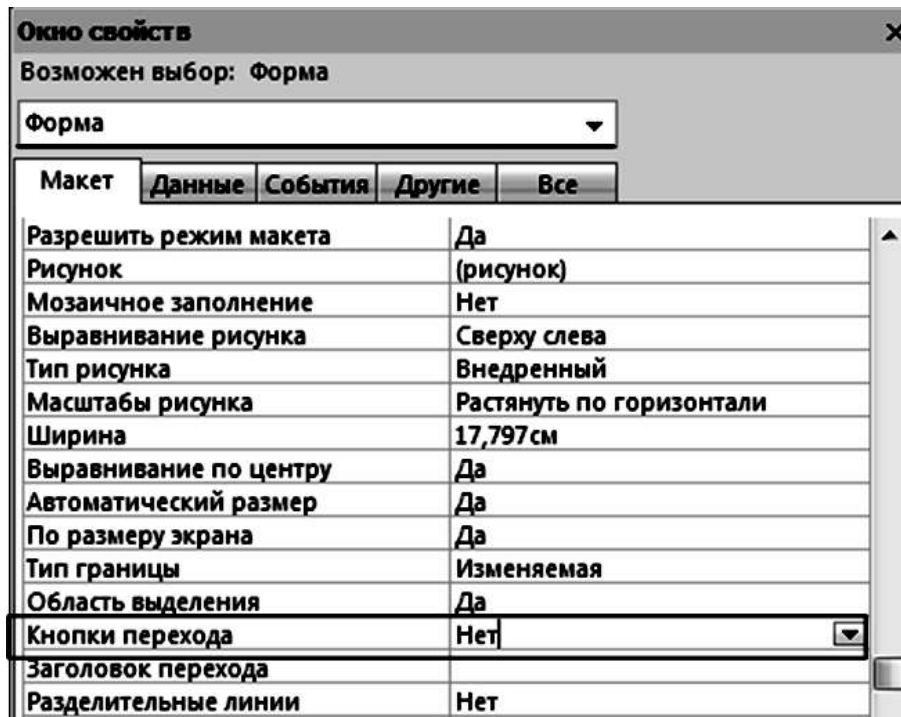 Окно свойств
Возможен выбор: Форма
Форма
Макет Данные События Другие Все
Разрешить режим макета Да
Рисунок (рисунок)
Мозаичное заполнение Нет
Выравнивание рисунка Сверху слева
Тип рисунка Внедренный
Масштабы рисунка Растянуть по горизонтали
Ширина 17,797см
Выравнивание по центру Да
Автоматический размер Да
По размеру экрана Да
Тип границы Изменяемая
Область выделения Да
Кнопки перехода Нет
Заголовок перехода
Разделительные линии Нет